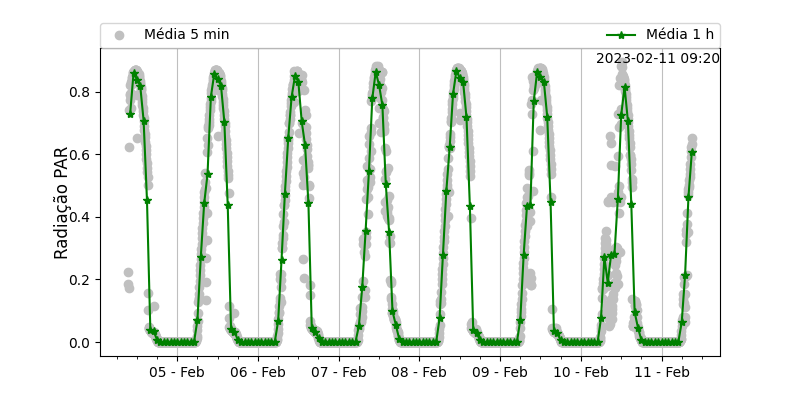 Média 5 min
Média 1 h
2023-02-11 09:20
Radiação PAR
0.8
0.6
0.4
0.2
0.0
05 - Feb
06 - Feb
07 - Feb
08 - Feb
09 - Feb
10 - Feb
11 - Feb